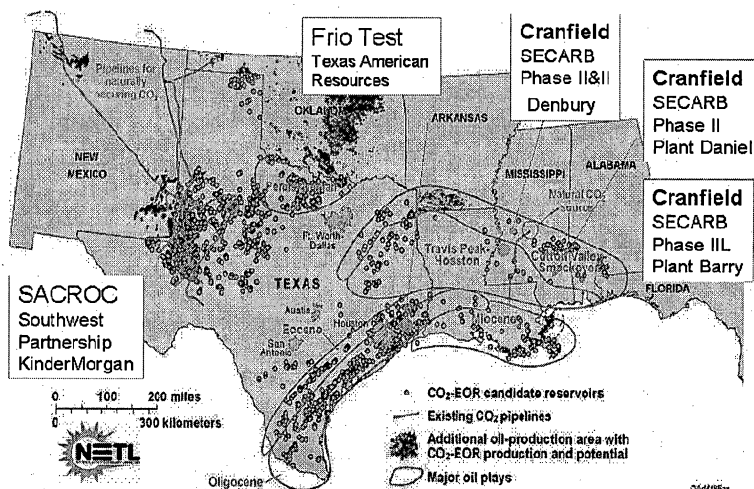 Frio Test
Texas American
Resources
Cranfield
SECARB
Phase II&II
Denbury
Cranfield
SECARB
Phase II
Plant Daniel
Cranfield
SECARB
Phase IIL
Plant Barry
SACROC
Southwest
Partnership
KinderMorgan
Pipelines for
naturally
occuring CO₂
NEW
MEXICO
ARKANSAS
MISSISSIPPI
ALABAMA
Natural CO₂
source
Ft. Worth
Dallas
TEXAS
Travis Peak
Hosston
Cotton Valley
Smackover
FLORIDA
Austin
San
Antonio
Houston
Eocene
Miocene
Oligocene
0 100 200 miles
0 300 kilometers
NETL
CO₂-EOR candidate reservoirs
Existing CO₂ pipelines
Additional oil-production area with
CO₂-EOR production and potential
Major oil plays